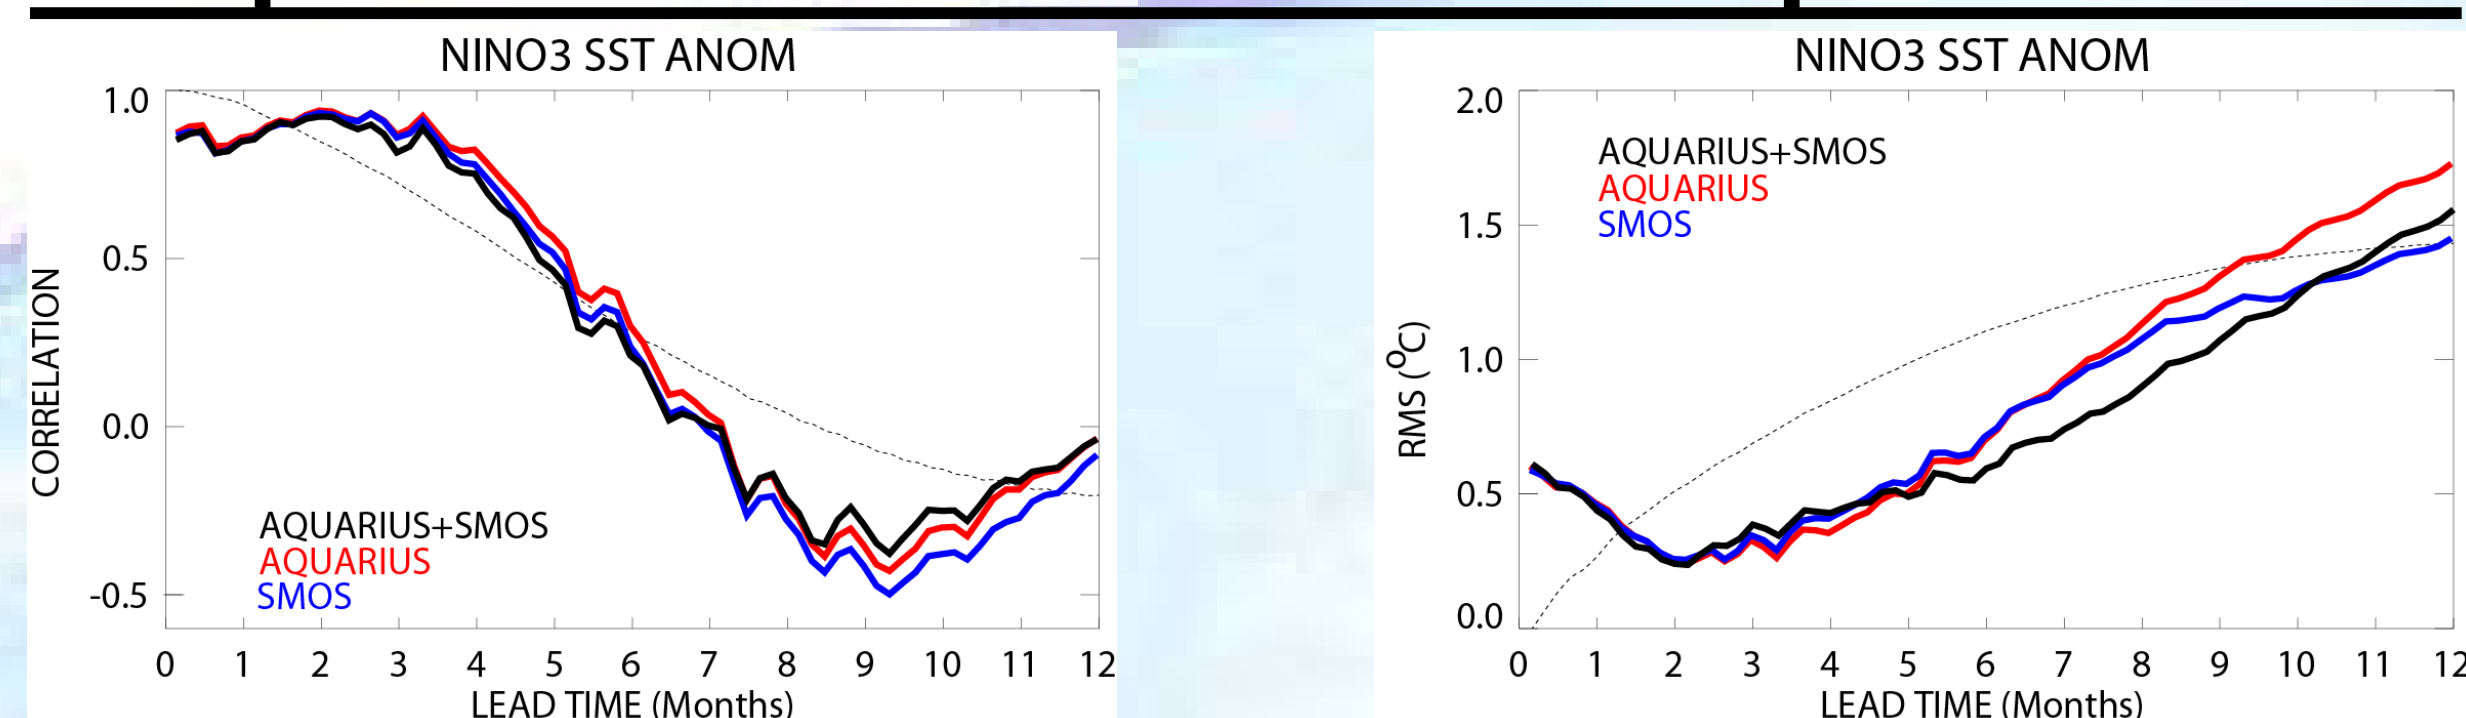 NINO3 SST ANOM
1.0
0.5
0.0
-0.5
CORRELATION
AQUARIUS+SMOS
AQUARIUS
SMOS
0 1 2 3 4 5 6 7 8 9 10 11 12
LEAD TIME (Months)
NINO3 SST ANOM
2.0
1.5
1.0
0.5
0.0
RMS (°C)
AQUARIUS+SMOS
AQUARIUS
SMOS
0 1 2 3 4 5 6 7 8 9 10 11 12
LEAD TIME (Months)